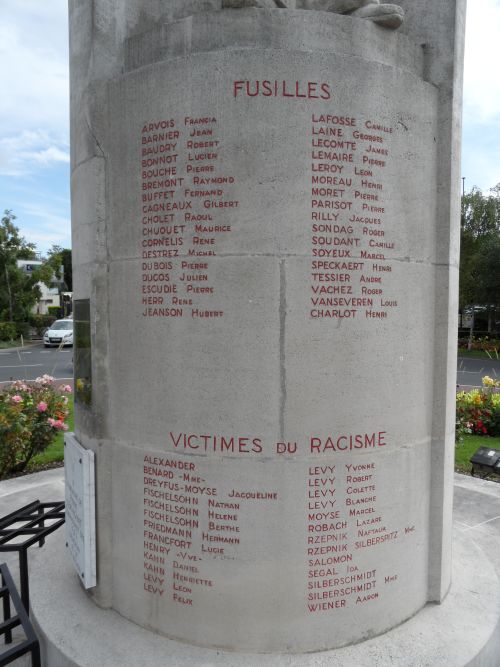 FUSILLES
ARVOIS FRANCIA
BARNIER JEAN
BAUDRY ROBERT
BONNOT LUCIEN
BOUCHE PIERRE
BREMONT RAYMOND
BUFFET FERNAND
CAGNEAUX GILBERT
CHOLET RAOUL
CHUQUET MAURICE
CORNELIS RENE
DESTREZ MICHEL
DUBOIS PIERRE
DUCOS JULIEN
ESCUDIE PIERRE
HERR RENE
JEANSON HUBERT
LAFOSSE CAMILLE
LAINE GEORGES
LECOMTE JAMES
LEMAIRE PIERRE
LEROY LEON
MOREAU HENRI
MORET PIERRE
PARISOT PIERRE
RILLY JACQUES
SONDAG ROGER
SOUDANT CAMILLE
SOYEUX MARCEL
SPECKAERT HENRI
TESSIER ANDRE
VACHEZ ROGER
VANSEVEREN LOUIS
CHARLOT HENRI
VICTIMES DU RACISME
ALEXANDER
BENARD -MME-
DREYFUS-MOYSE JACQUELINE
FISCHELSOHN NATHAN
FISCHELSOHN HELENE
FISCHELSOHN BERTHE
FRIEDMANN HERMANN
FRANCFORT LUCIE
HENRY -VVE-
KAHN DANIEL
KAHN HENRIETTE
LEVY LEON
LEVY FELIX
LEVY YVONNE
LEVY ROBERT
LEVY COLETTE
LEVY BLANCHE
MOYSE MARCEL
ROBACH LAZARE
RZEPNIK NAFTAUR
RZEPNIK SILBERSPITZ MME
SALOMON
SEGAL IDA
SILBERSCHMIDT
SILBERSCHMIDT MME
WIENER AARON